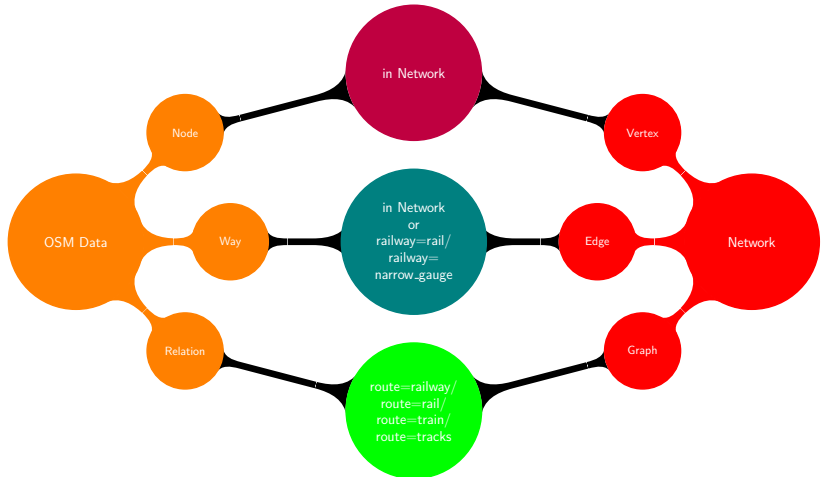 in Network
Node
Vertex
OSM Data
Way
in Network
or
railway=rail/
railway=
narrow_gauge
Edge
Network
Relation
Graph
route=railway/
route=rail/
route=train/
route=tracks